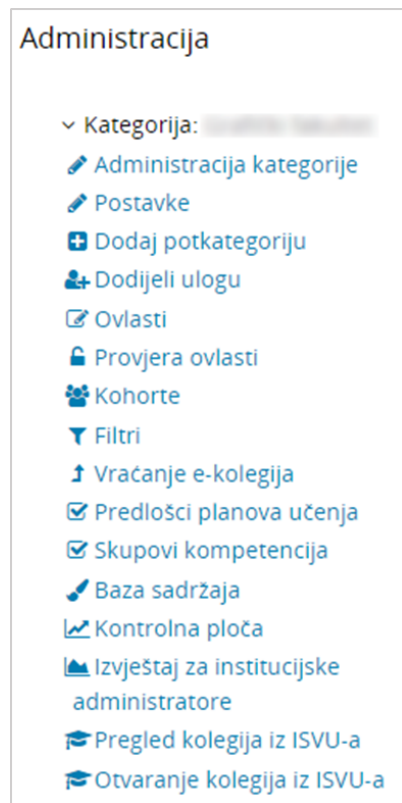 Administracija
Kategorija:
Administracija kategorije
Postavke
Dodaj potkategoriju
Dodijeli ulogu
Ovlasti
Provjera ovlasti
Kohorte
Filtri
Vraćanje e-kolegija
Predlošci planova učenja
Skupovi kompetencija
Baza sadržaja
Kontrolna ploča
Izvještaj za institucijske
administratore
Pregled kolegija iz ISVU-a
Otvaranje kolegija iz ISVU-a